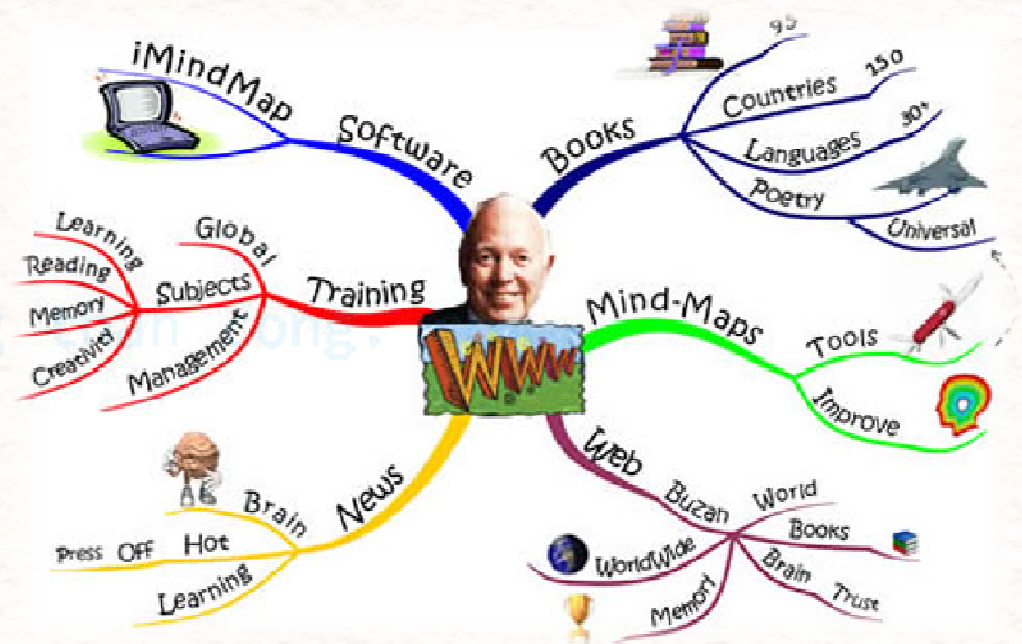 iMindMap
Software
Books
95
Countries 150
Languages 30+
Poetry
Universal
Training
Global
Subjects
Learning
Reading
Memory
Creativity
Management
Mind-Maps
Tools
Improve
WWW
News
Brain
Press Off Hot
Learning
Web
Buzan
World
Books
Brain Trust
WorldWide
Memory